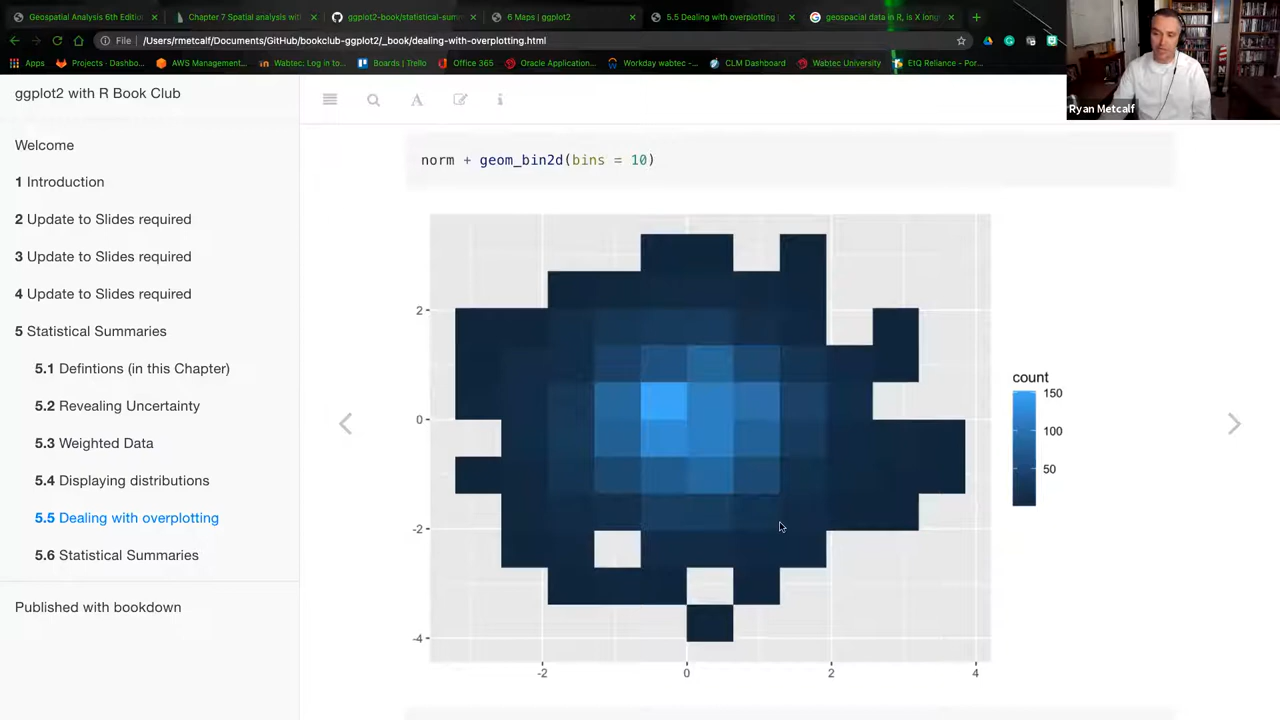 Geospatial Analysis 6th Edition
Chapter 7 Spatial analysis with
ggplot2-book/statistical-summ
6 Maps | ggplot2
5.5 Dealing with overplotting
geospacial data in R, is X long
File | /Users/rmetcalf/Documents/GitHub/bookclub-ggplot2/_book/dealing-with-overplotting.html
Apps
Projects · Dashbo...
AWS Management...
Wabtec: Log in to...
Boards | Trello
Office 365
Oracle Application...
Workday wabtec -...
CLM Dashboard
Wabtec University
EtQ Reliance - Por...
Ryan Metcalf
ggplot2 with R Book Club
Welcome
1 Introduction
2 Update to Slides required
3 Update to Slides required
4 Update to Slides required
5 Statistical Summaries
5.1 Defintions (in this Chapter)
5.2 Revealing Uncertainty
5.3 Weighted Data
5.4 Displaying distributions
5.5 Dealing with overplotting
5.6 Statistical Summaries
Published with bookdown
A
norm + geom_bin2d(bins = 10)
2
0
-2
-4
-2
0
2
4
count
150
100
50